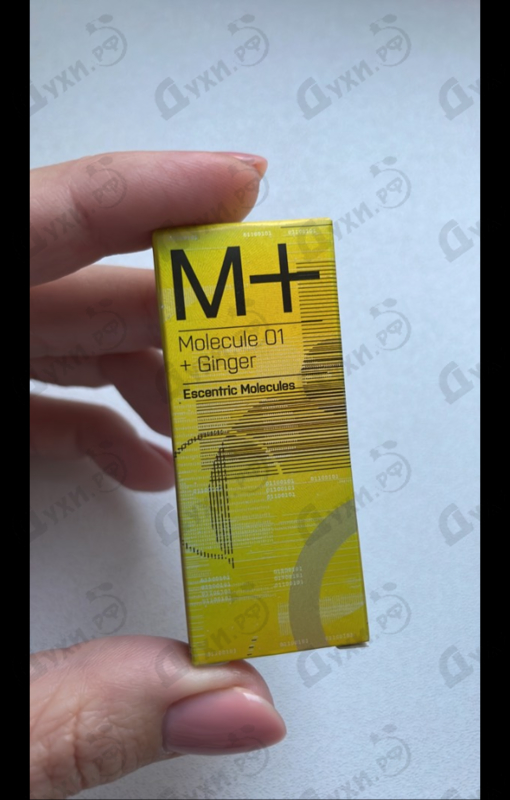 M+
Molecule 01
+ Ginger
Escentric Molecules
Духи.рф